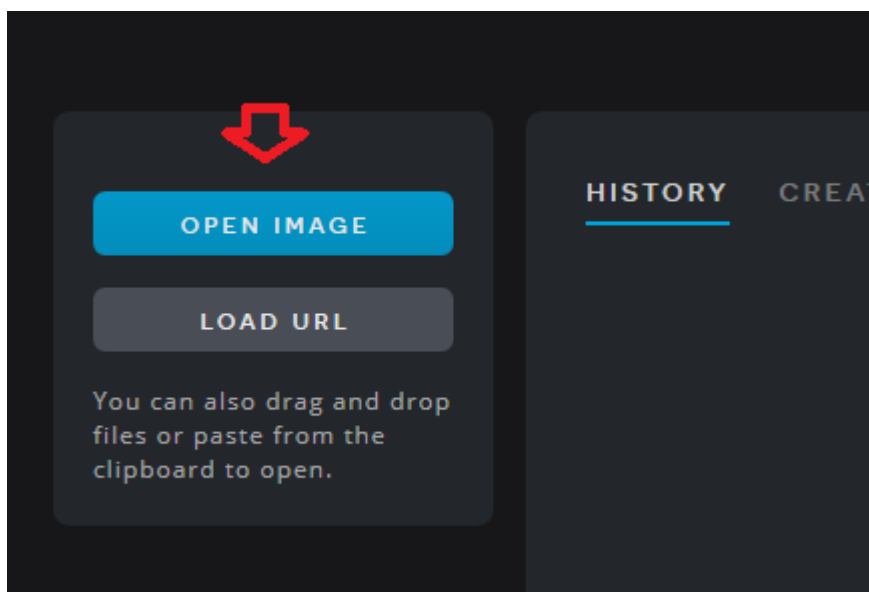 OPEN IMAGE
LOAD URL
You can also drag and drop
files or paste from the
clipboard to open.
HISTORY